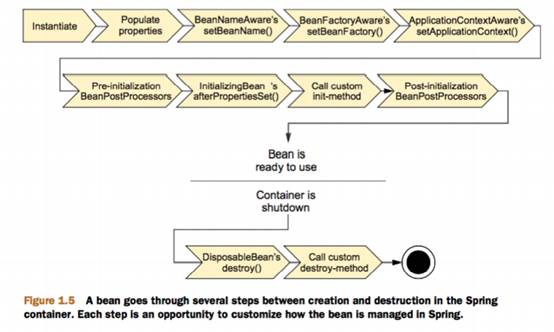 Instantiate
Populate
properties
BeanNameAware's
setBeanName()
BeanFactoryAware's
setBeanFactory()
ApplicationContextAware's
setApplicationContext()
Pre-initialization
BeanPostProcessors
InitializingBean 's
afterPropertiesSet()
Call custom
init-method
Post-initialization
BeanPostProcessors
Bean is
ready to use
Container is
shutdown
DisposableBean's
destroy()
Call custom
destroy-method
Figure 1.5 A bean goes through several steps between creation and destruction in the Spring
container. Each step is an opportunity to customize how the bean is managed in Spring.